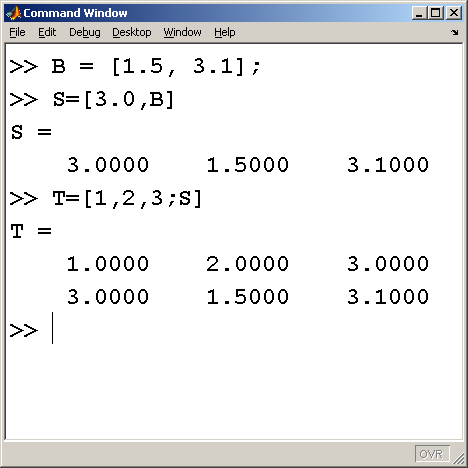 Command Window
File Edit Debug Desktop Window Help
>> B = [1.5, 3.1];
>> S=[3.0,B]
S =
3.0000 1.5000 3.1000
>> T=[1,2,3;S]
T =
1.0000 2.0000 3.0000
3.0000 1.5000 3.1000
>>
OVR